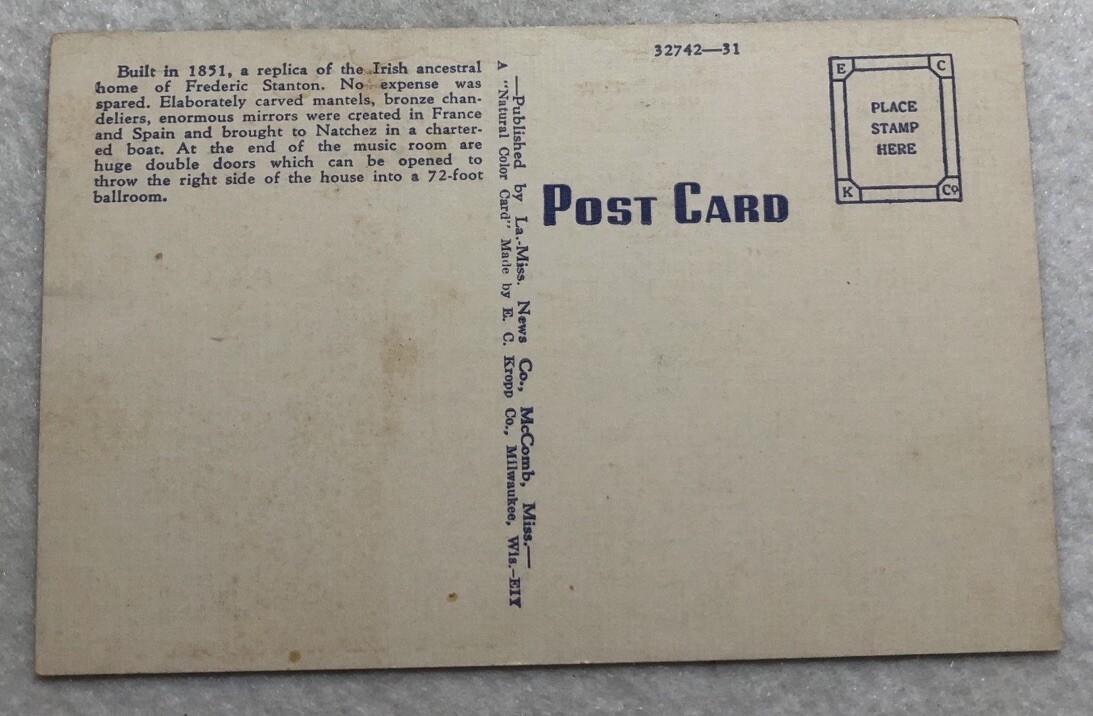 Built in 1851, a replica of the Irish ancestral
home of Frederic Stanton. No expense was
spared. Elaborately carved mantels, bronze chan-
deliers, enormous mirrors were created in France
and Spain and brought to Natchez in a charter-
ed boat. At the end of the music room are
huge double doors which can be opened to
throw the right side of the house into a 72-foot
ballroom.
—Published by La.-Miss. News Co., McComb, Miss.—
A "Natural Color Card" Made by E. C. Kropp Co., Milwaukee, Wis.-EIY
32742—31
POST CARD
E C
PLACE
STAMP
HERE
K Co